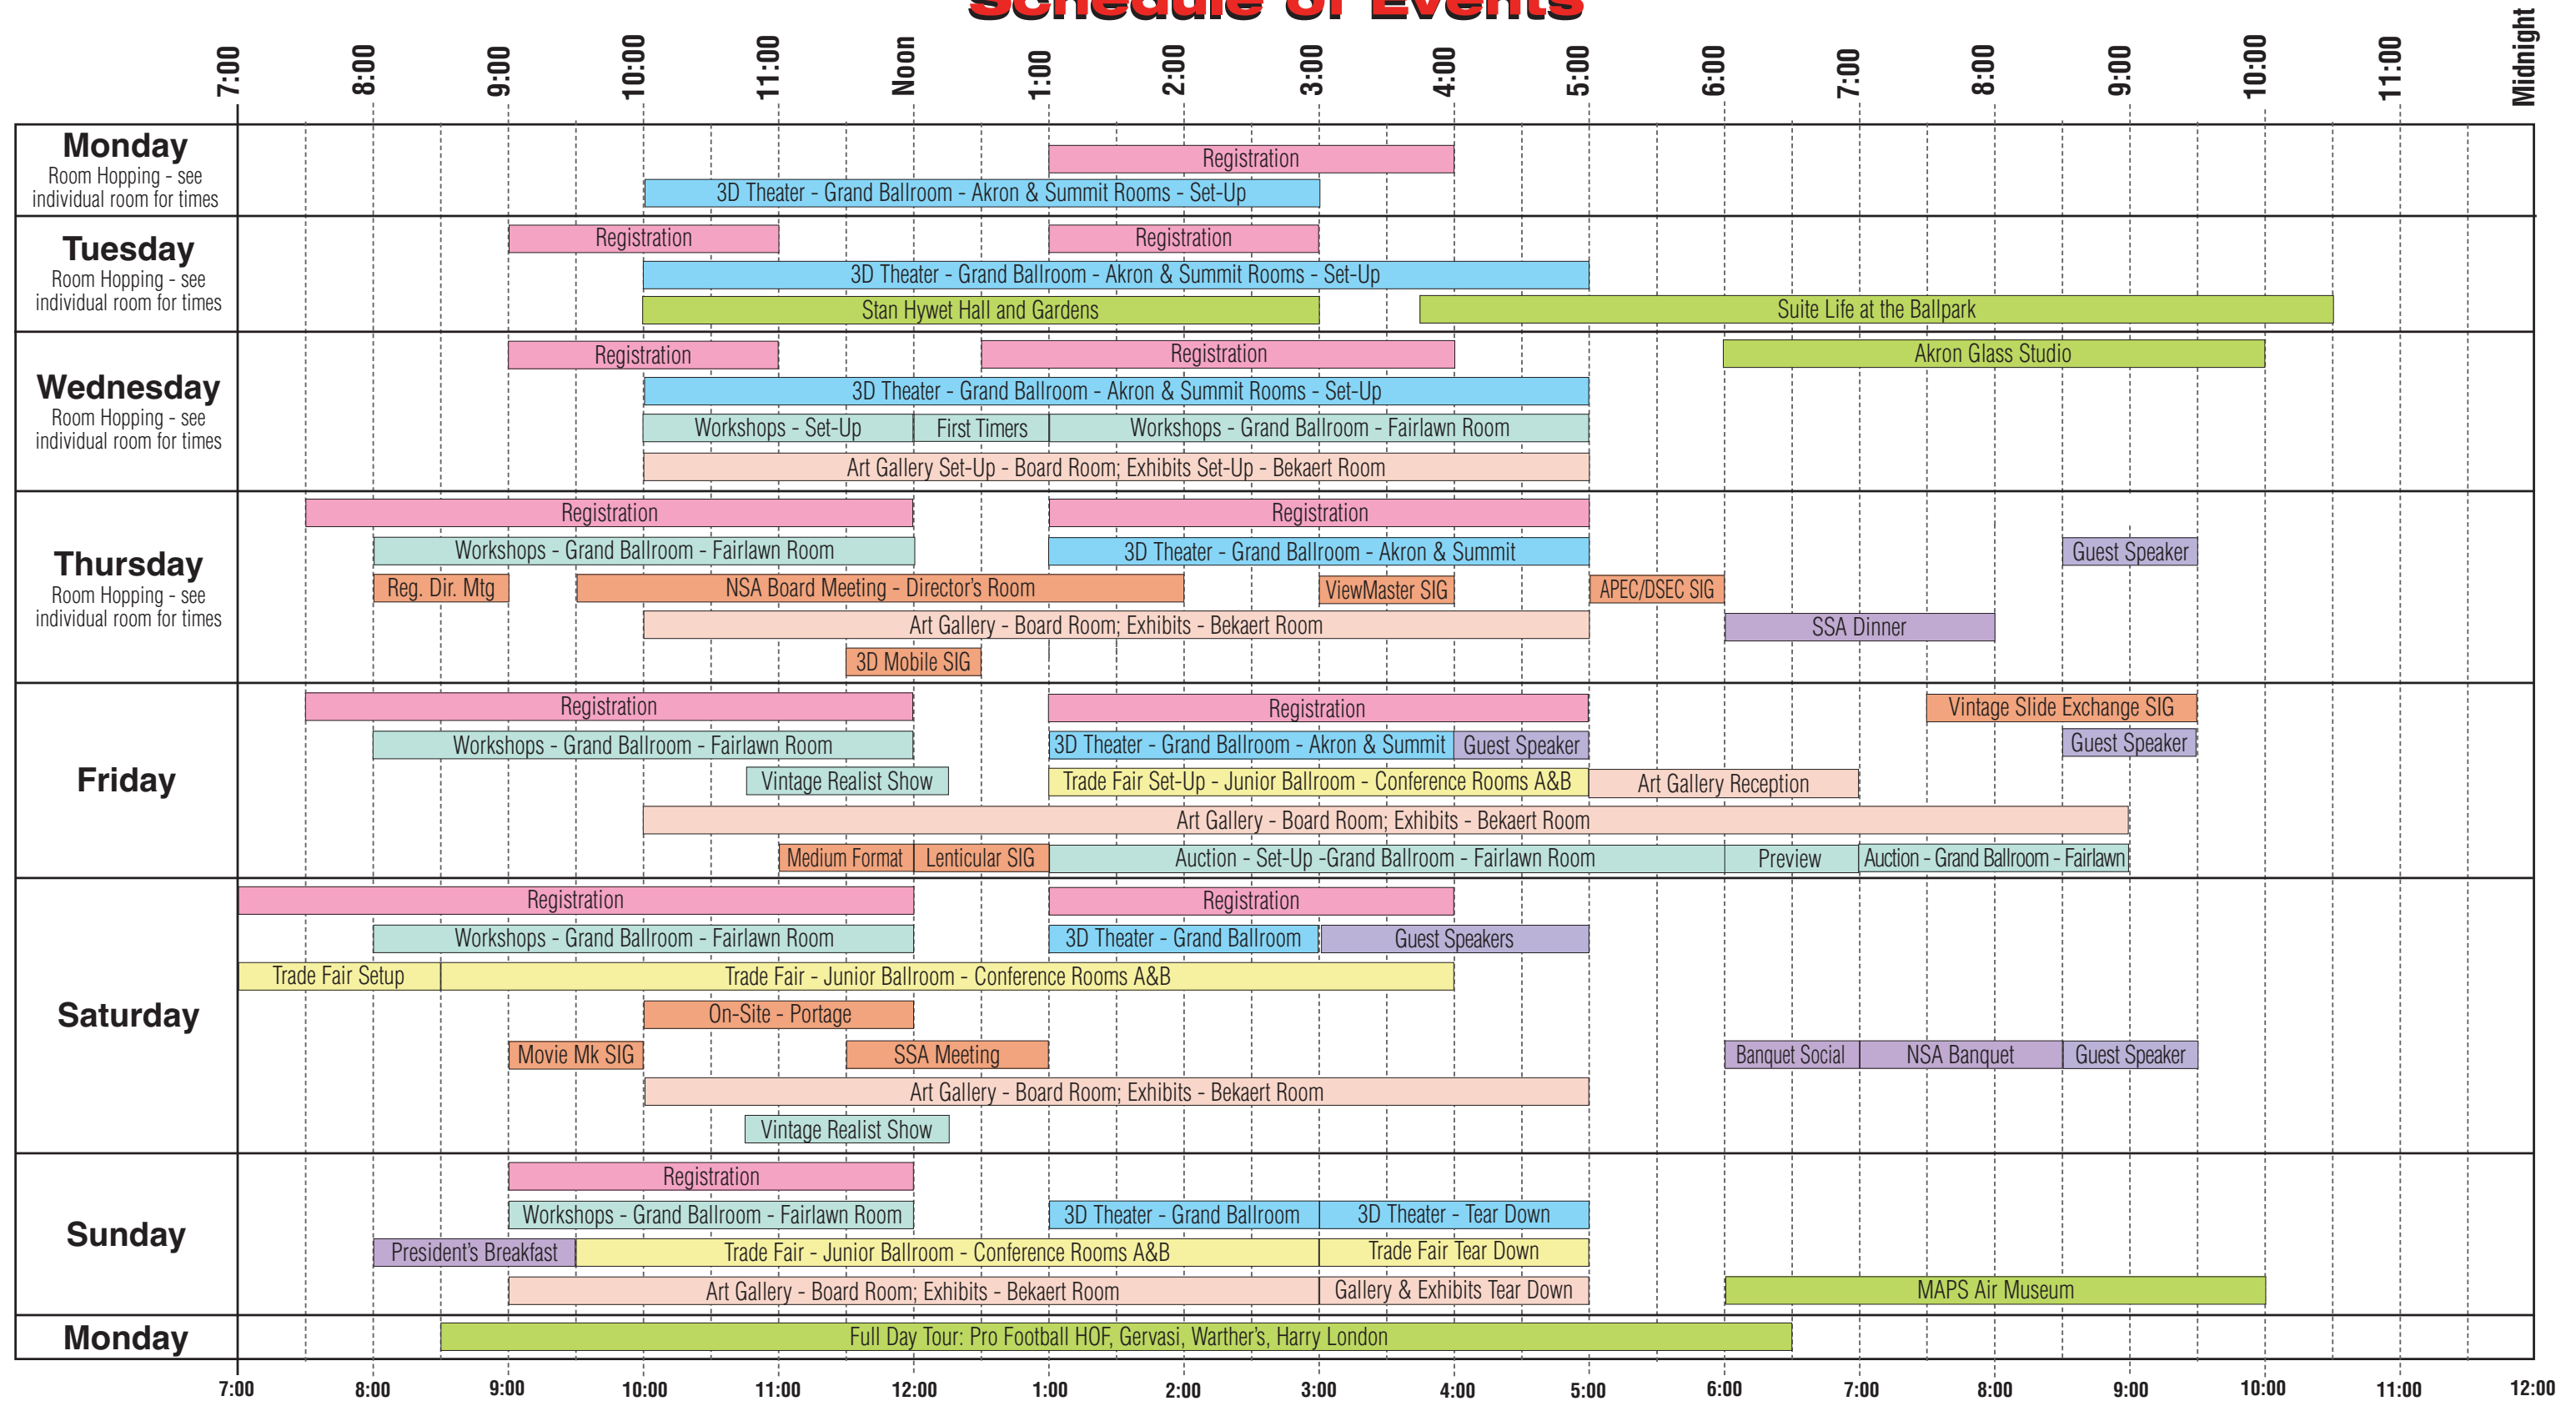 Schedule of Events
7:00 8:00 9:00 10:00 11:00 Noon 1:00 2:00 3:00 4:00 5:00 6:00 7:00 8:00 9:00 10:00 11:00 Midnight
Monday
Room Hopping - see
individual room for times
Registration
3D Theater - Grand Ballroom - Akron & Summit Rooms - Set-Up
Tuesday
Room Hopping - see
individual room for times
Registration Registration
3D Theater - Grand Ballroom - Akron & Summit Rooms - Set-Up
Stan Hywet Hall and Gardens Suite Life at the Ballpark
Wednesday
Room Hopping - see
individual room for times
Registration Registration Akron Glass Studio
3D Theater - Grand Ballroom - Akron & Summit Rooms - Set-Up
Workshops - Set-Up First Timers Workshops - Grand Ballroom - Fairlawn Room
Art Gallery Set-Up - Board Room; Exhibits Set-Up - Bekaert Room
Thursday
Room Hopping - see
individual room for times
Registration Registration
Workshops - Grand Ballroom - Fairlawn Room 3D Theater - Grand Ballroom - Akron & Summit Guest Speaker
Reg. Dir. Mtg NSA Board Meeting - Director's Room ViewMaster SIG APEC/DSEC SIG
Art Gallery - Board Room; Exhibits - Bekaert Room SSA Dinner
3D Mobile SIG
Friday
Registration Registration Vintage Slide Exchange SIG
Workshops - Grand Ballroom - Fairlawn Room 3D Theater - Grand Ballroom - Akron & Summit Guest Speaker Guest Speaker
Vintage Realist Show Trade Fair Set-Up - Junior Ballroom - Conference Rooms A&B Art Gallery Reception
Art Gallery - Board Room; Exhibits - Bekaert Room
Medium Format Lenticular SIG Auction - Set-Up -Grand Ballroom - Fairlawn Room Preview Auction - Grand Ballroom - Fairlawn
Saturday
Registration Registration
Workshops - Grand Ballroom - Fairlawn Room 3D Theater - Grand Ballroom Guest Speakers
Trade Fair Setup Trade Fair - Junior Ballroom - Conference Rooms A&B
On-Site - Portage
Movie Mk SIG SSA Meeting Banquet Social NSA Banquet Guest Speaker
Art Gallery - Board Room; Exhibits - Bekaert Room
Vintage Realist Show
Sunday
Registration
Workshops - Grand Ballroom - Fairlawn Room 3D Theater - Grand Ballroom 3D Theater - Tear Down
President's Breakfast Trade Fair - Junior Ballroom - Conference Rooms A&B Trade Fair Tear Down
Art Gallery - Board Room; Exhibits - Bekaert Room Gallery & Exhibits Tear Down MAPS Air Museum
Monday
Full Day Tour: Pro Football HOF, Gervasi, Warther's, Harry London
7:00 8:00 9:00 10:00 11:00 12:00 1:00 2:00 3:00 4:00 5:00 6:00 7:00 8:00 9:00 10:00 11:00 12:00